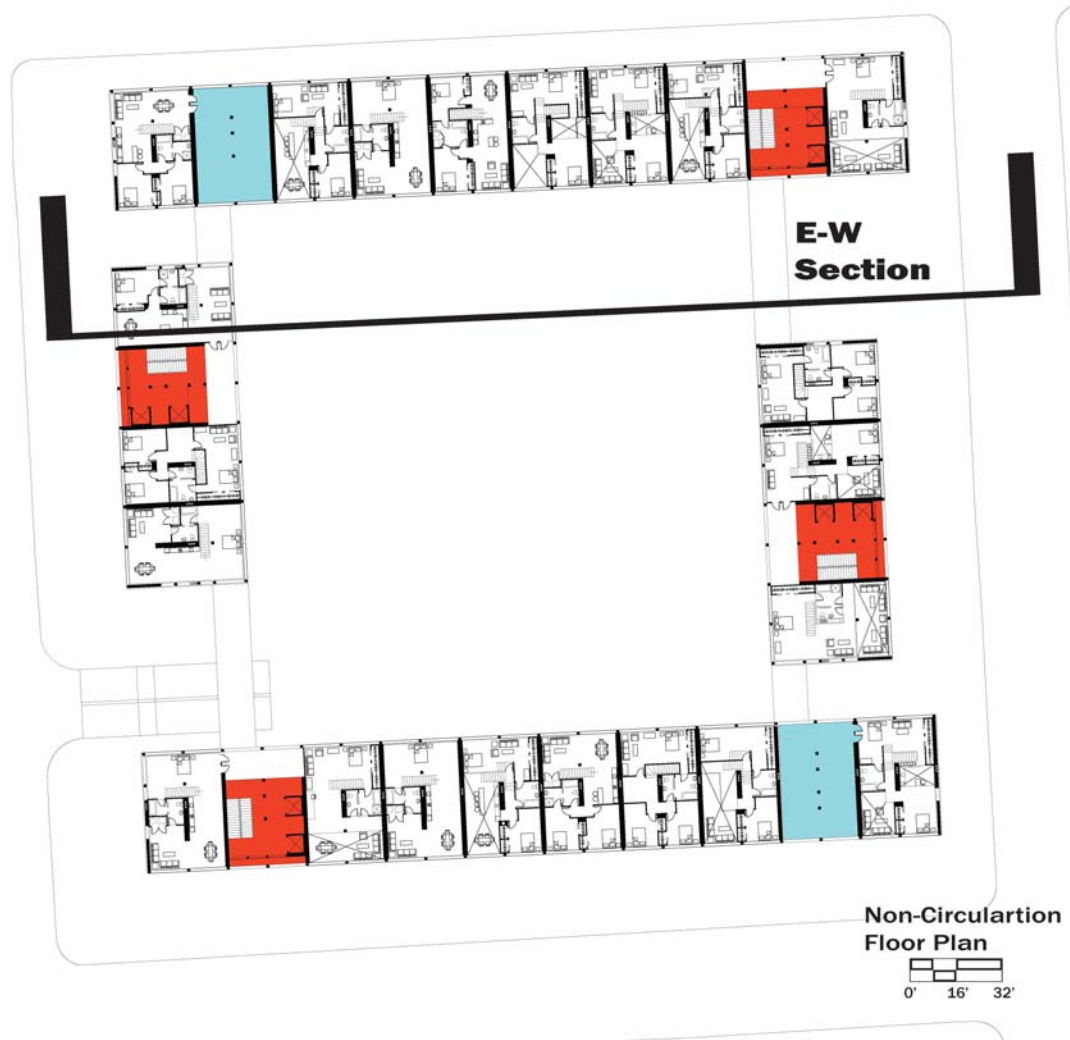 E-W
Section
Non-Circulartion
Floor Plan
0' 16' 32'